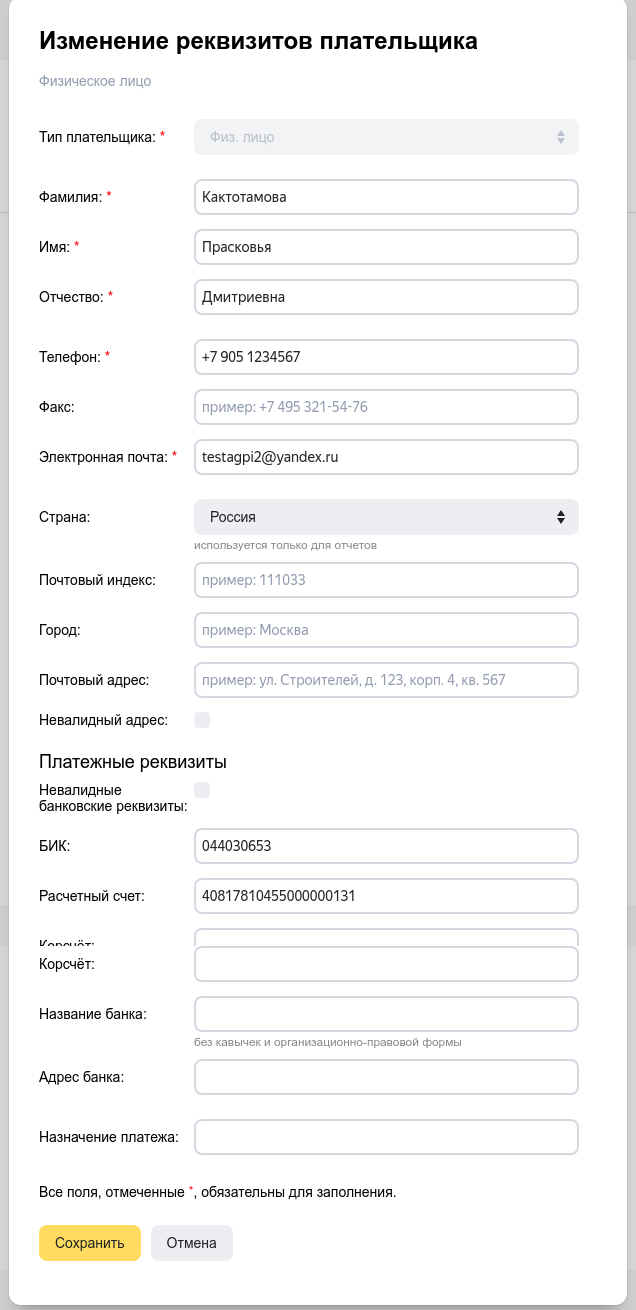 Изменение реквизитов плательщика
Физическое лицо
Тип плательщика: * Физ. лицо
Фамилия: * Кактотамова
Имя: * Прасковья
Отчество: * Дмитриевна
Телефон: * +7 905 1234567
Факс: пример: +7 495 321-54-76
Электронная почта: * testagpi2@yandex.ru
Страна: Россия
используется только для отчетов
Почтовый индекс: пример: 111033
Город: пример: Москва
Почтовый адрес: пример: ул. Строителей, д. 123, корп. 4, кв. 567
Невалидный адрес:
Платежные реквизиты
Невалидные
банковские реквизиты:
БИК: 044030653
Расчетный счет: 40817810455000000131
Корсчёт:
Корсчёт:
Название банка:
без кавычек и организационно-правовой формы
Адрес банка:
Назначение платежа:
Все поля, отмеченные *, обязательны для заполнения.
Сохранить Отмена